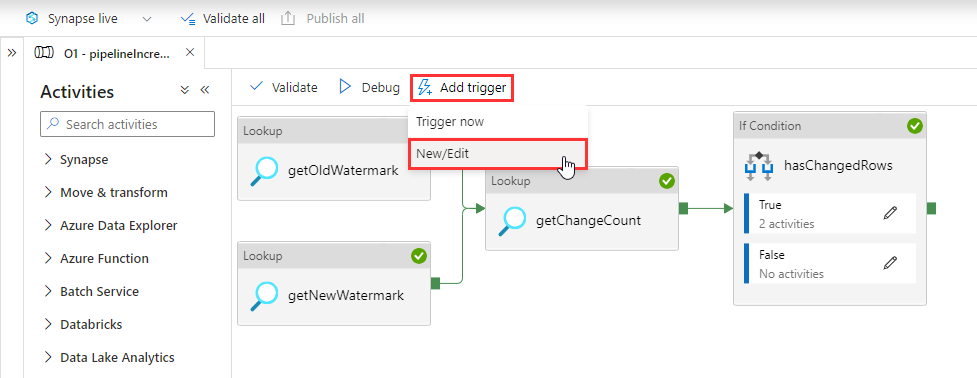 Synapse live
Validate all
Publish all
O1 - pipelineIncre...
Activities
Search activities
Synapse
Move & transform
Azure Data Explorer
Azure Function
Batch Service
Databricks
Data Lake Analytics
Validate
Debug
Add trigger
Trigger now
New/Edit
Lookup
getOldWatermark
Lookup
getNewWatermark
Lookup
getChangeCount
If Condition
hasChangedRows
True
2 activities
False
No activities